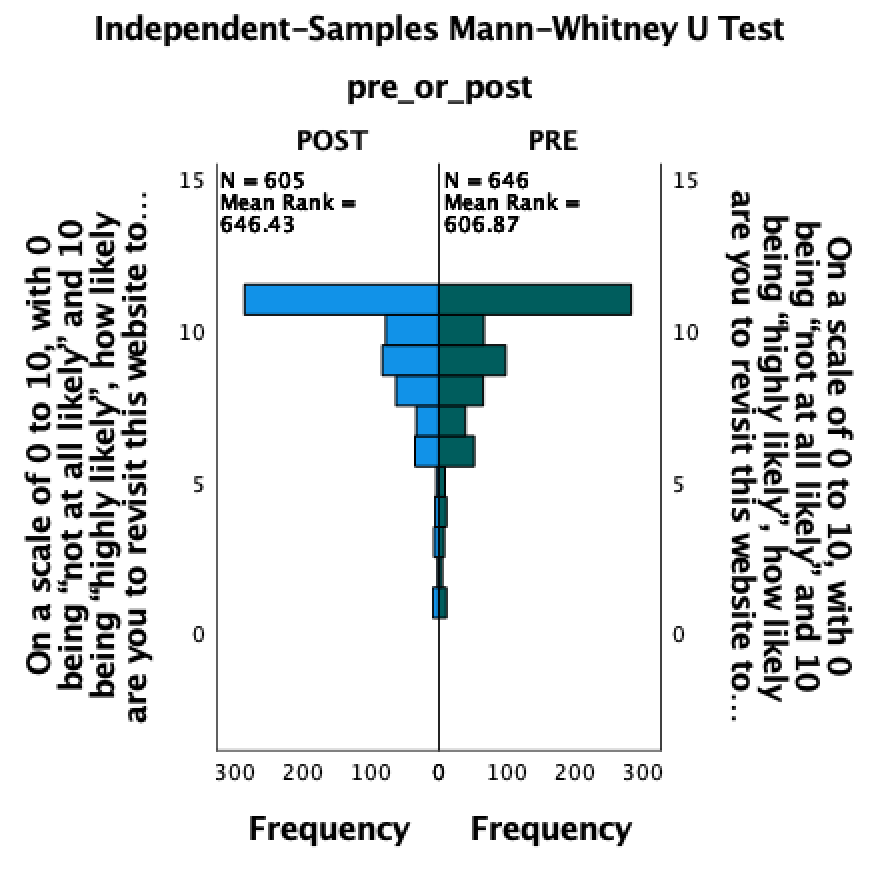 Independent-Samples Mann-Whitney U Test
pre_or_post
POST
PRE
On a scale of 0 to 10, with 0
being “not at all likely” and 10
being “highly likely”, how likely
are you to revisit this website to...
15
10
5
0
N = 605
Mean Rank =
646.43
N = 646
Mean Rank =
606.87
15
10
5
0
On a scale of 0 to 10, with 0
being “not at all likely” and 10
being “highly likely”, how likely
are you to revisit this website to...
300 200 100 0 100 200 300
Frequency
Frequency